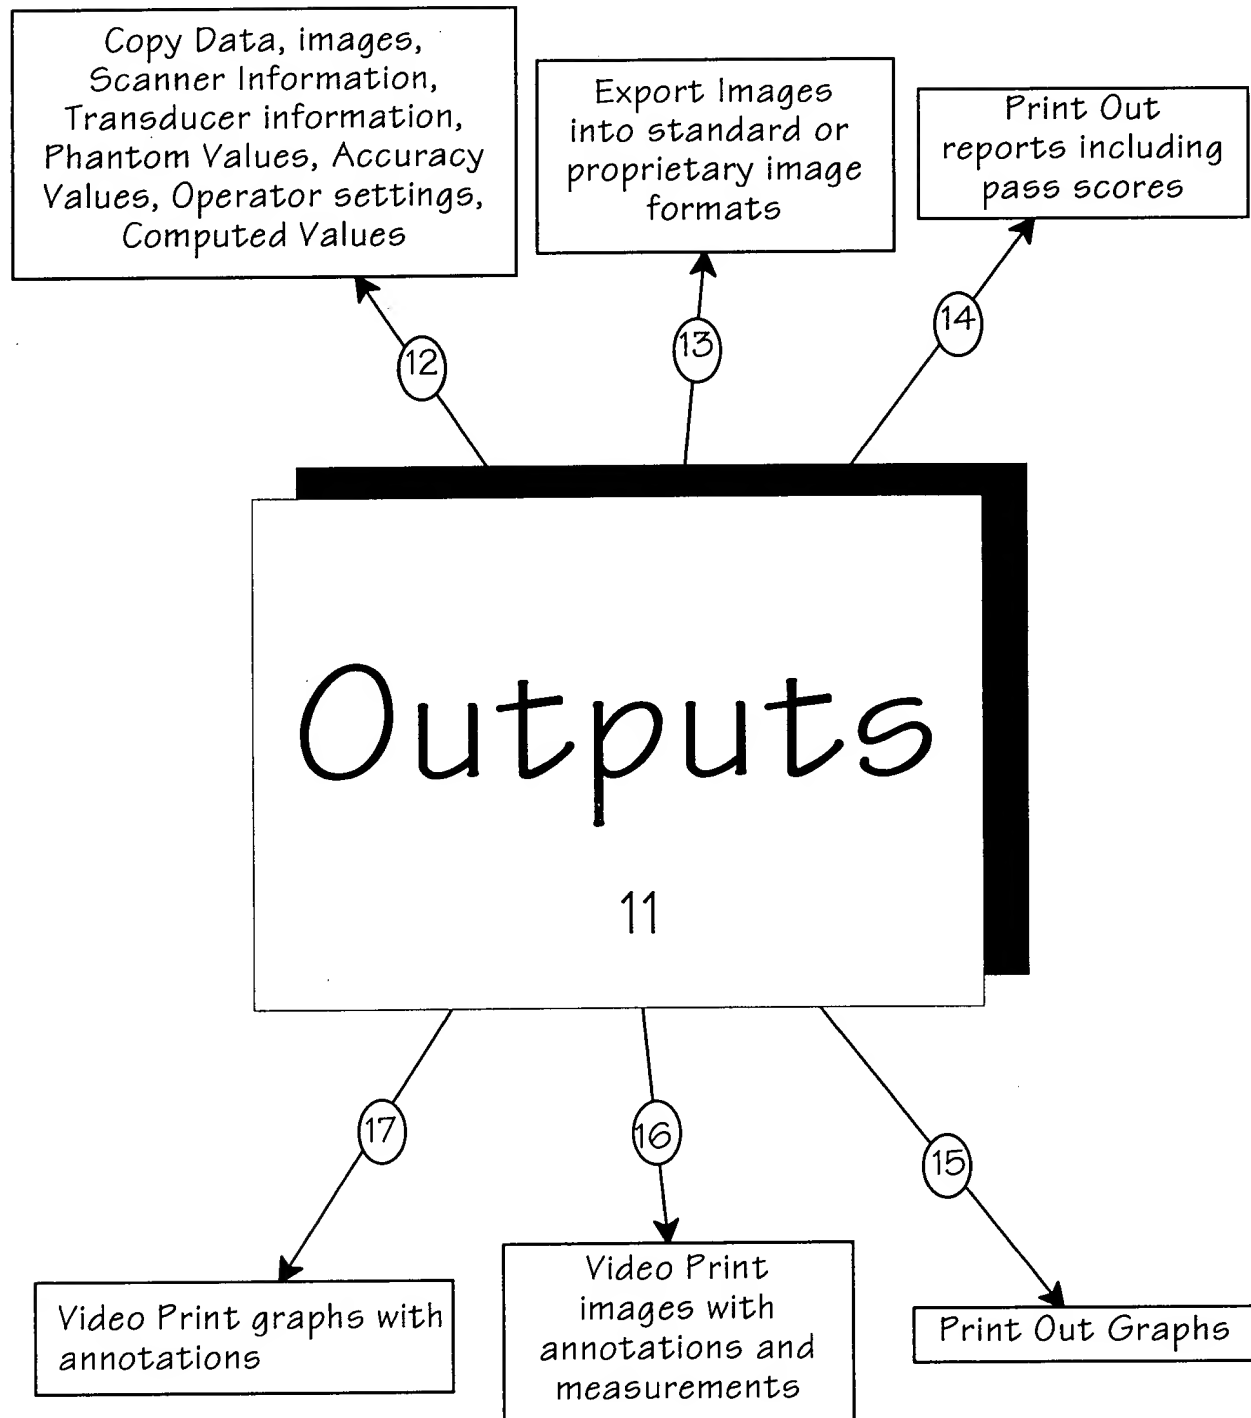 Copy Data, images,
Scanner Information,
Transducer information,
Phantom Values, Accuracy
Values, Operator settings,
Computed Values
Export Images
into standard or
proprietary image
formats
Print Out
reports including
pass scores
12
13
14
Outputs
11
17
16
15
Video Print graphs with
annotations
Video Print
images with
annotations and
measurements
Print Out Graphs